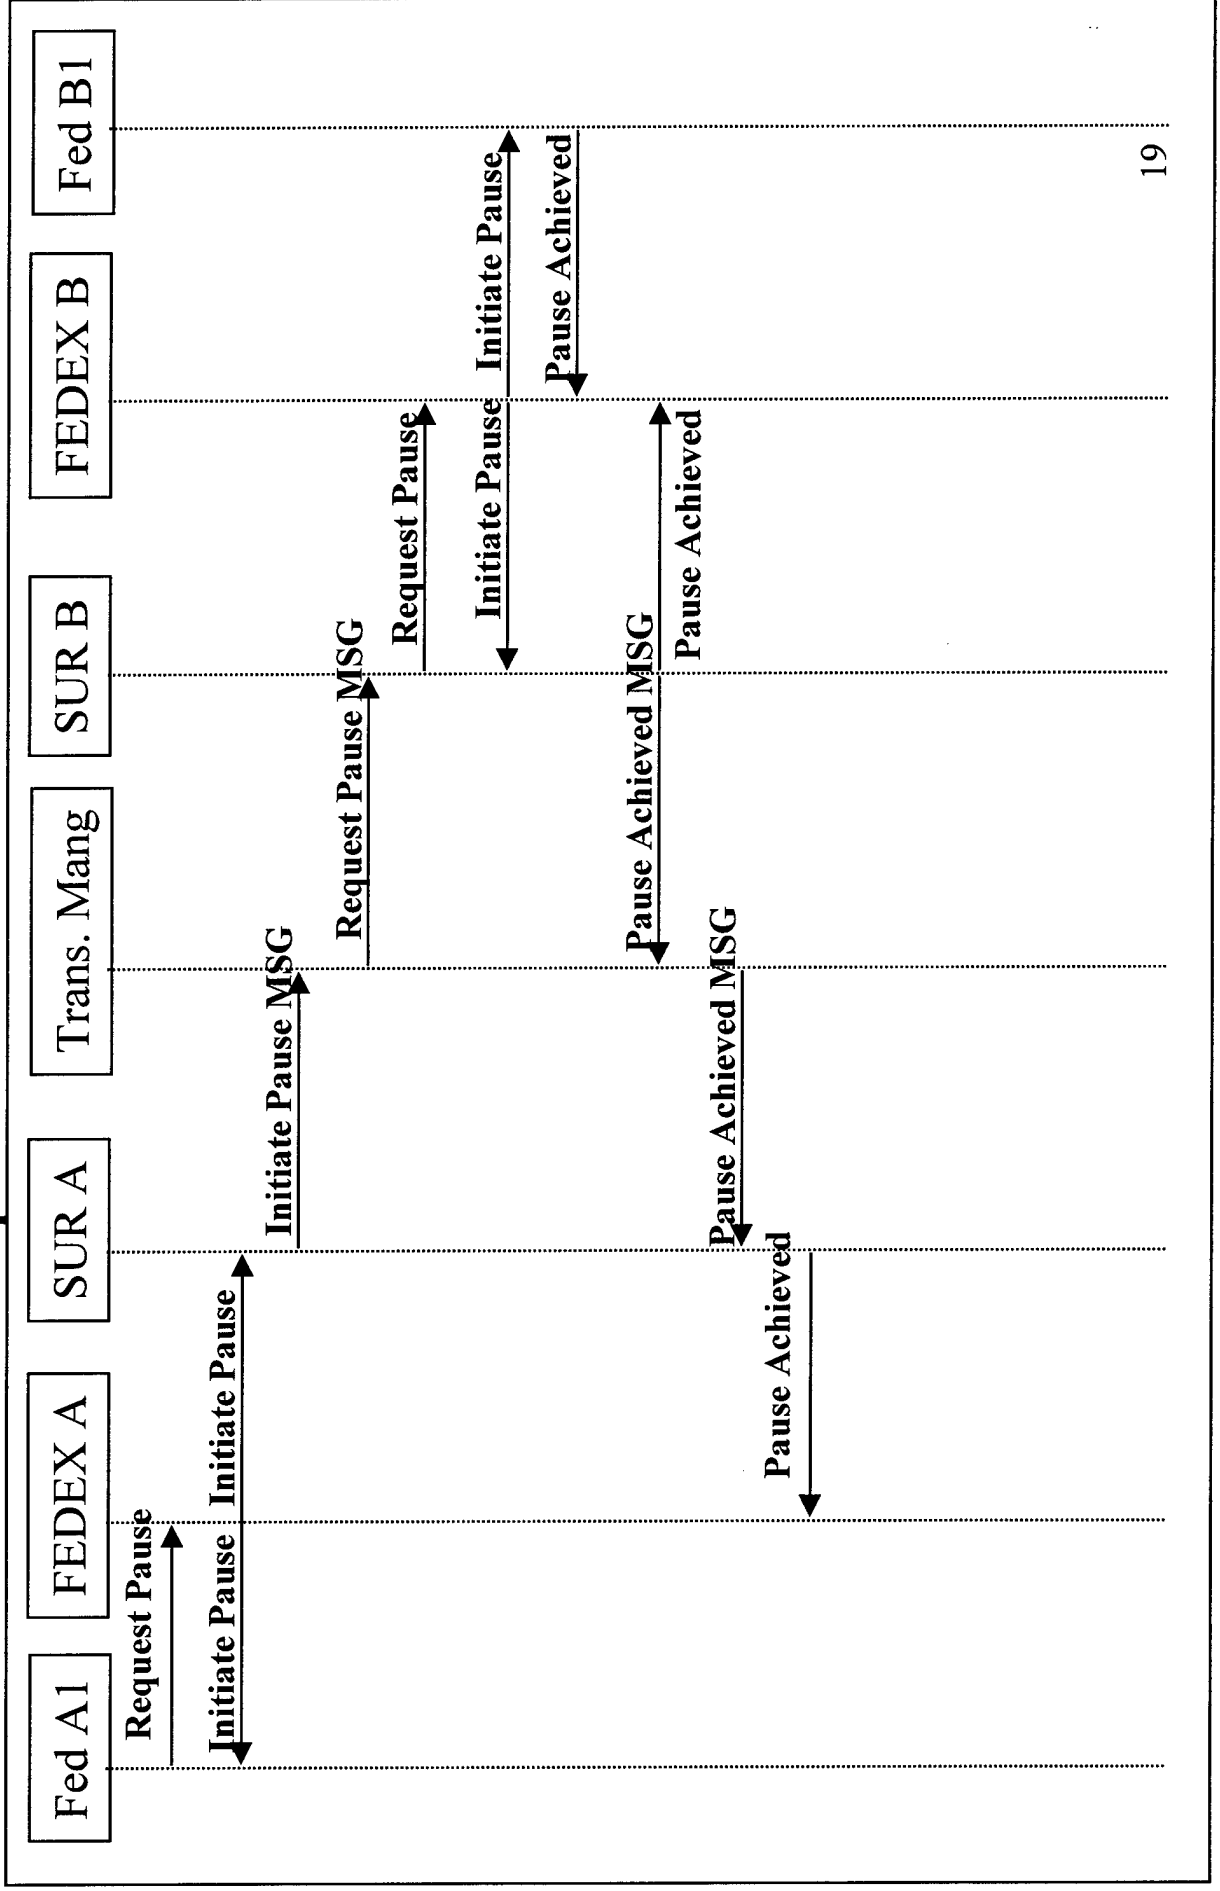 Fed A1
FEDEX A
SUR A
Trans. Mang
SUR B
FEDEX B
Fed B1
Request Pause
Initiate Pause
Initiate Pause
Initiate Pause MSG
Request Pause MSG
Request Pause
Initiate Pause
Initiate Pause
Pause Achieved
Pause Achieved MSG
Pause Achieved
Pause Achieved MSG
Pause Achieved
19